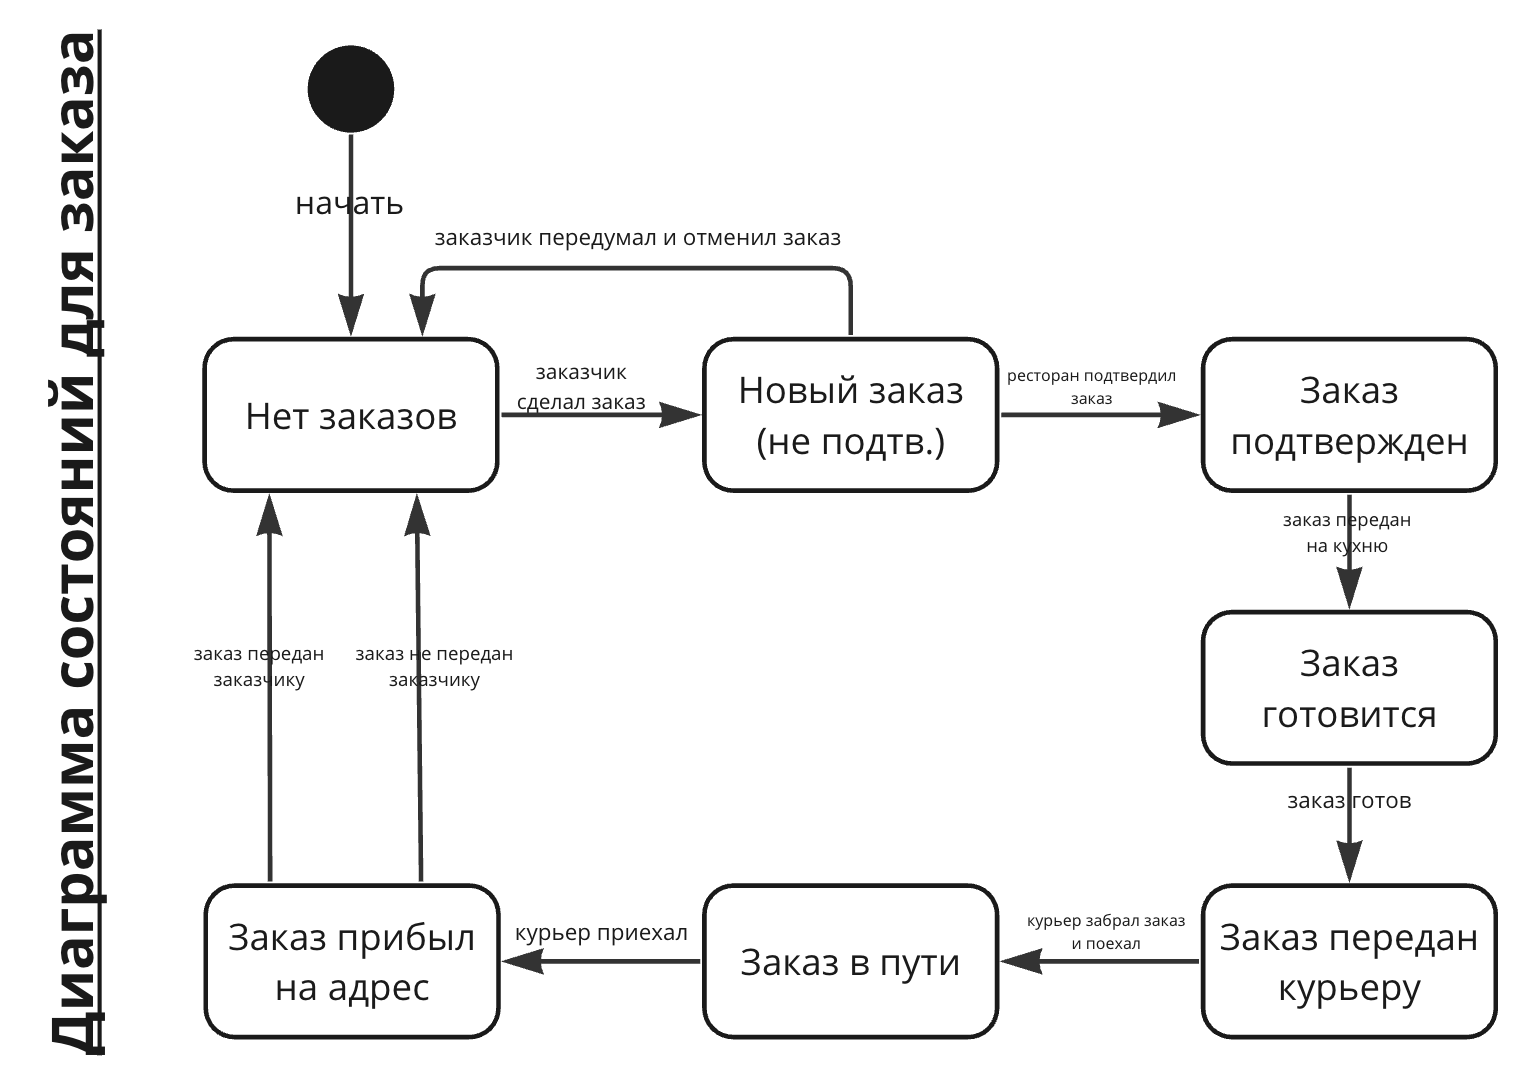 Диаграмма состояний для заказа
начать
заказчик передумал и отменил заказ
Нет заказов
заказчик
сделал заказ
Новый заказ
(не подтв.)
ресторан подтвердил
заказ
Заказ
подтвержден
заказ передан
на кухню
Заказ
готовится
заказ готов
Заказ передан
курьеру
курьер забрал заказ
и поехал
Заказ в пути
курьер приехал
Заказ прибыл
на адрес
заказ передан
заказчику
заказ не передан
заказчику